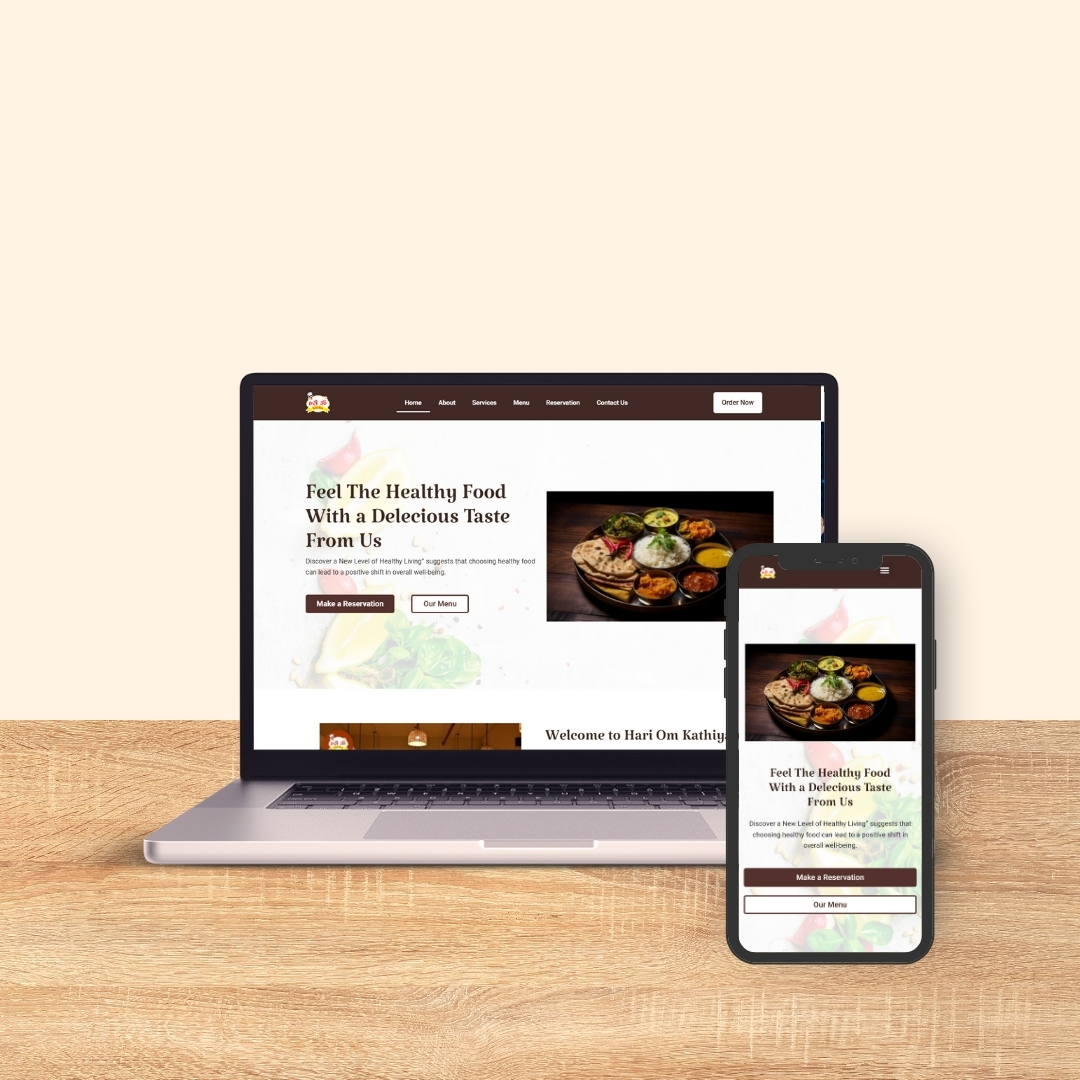 Home About Services Menu Reservation Contact Us Order Now
Feel The Healthy Food
With a Delecious Taste
From Us
Discover a New Level of Healthy Living" suggests that choosing healthy food
can lead to a positive shift in overall well-being.
Make a Reservation Our Menu
Welcome to Hari Om
Feel The Healthy Food
With a Delecious Taste
From Us
Discover a New Level of Healthy Living" suggests that
choosing healthy food can lead to a positive shift in
overall well-being.
Make a Reservation
Our Menu